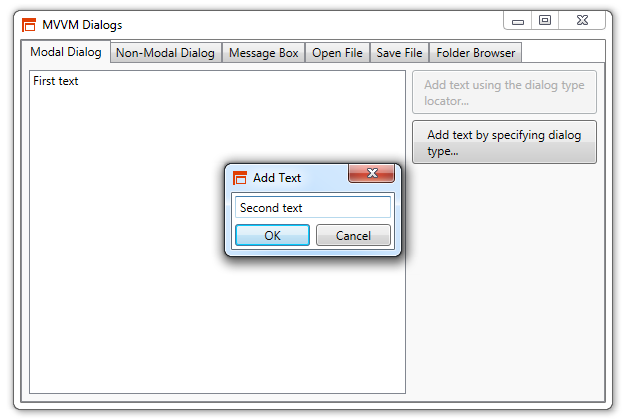 MVVM Dialogs
Modal Dialog Non-Modal Dialog Message Box Open File Save File Folder Browser
First text
Add text using the dialog type
locator...
Add text by specifying dialog
type...
Add Text
Second text
OK Cancel